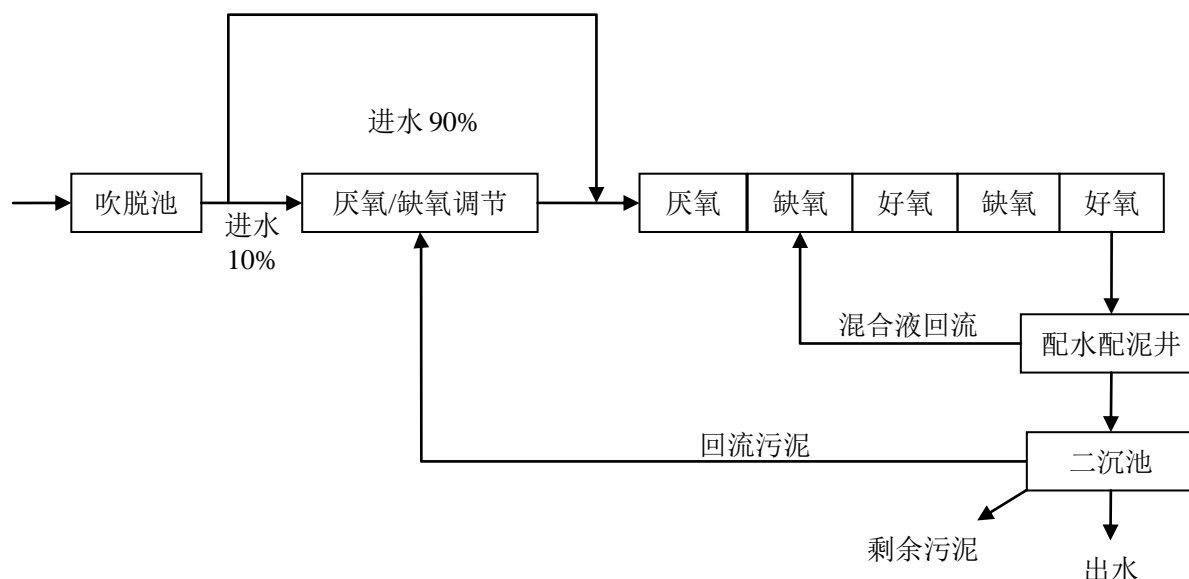 进水 90%
吹脱池
进水
10%
厌氧/缺氧调节
厌氧
缺氧
好氧
缺氧
好氧
混合液回流
配水配泥井
回流污泥
二沉池
剩余污泥
出水